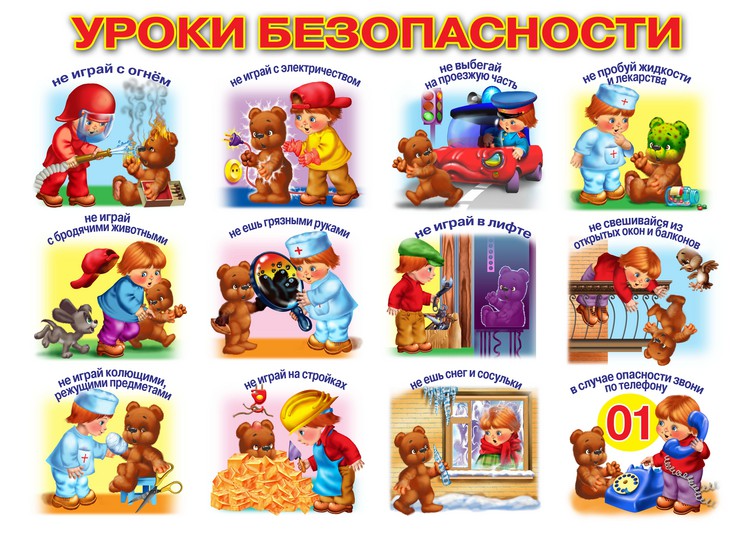 УРОКИ БЕЗОПАСНОСТИ
не играй с огнём
не играй с электричеством
не выбегай
на проезжую часть
не пробуй жидкости
и лекарства
не играй
с бродячими животными
не ешь грязными руками
не играй в лифте
не свешивайся из
открытых окон и балконов
не играй колющими,
режущими предметами
не играй на стройках
не ешь снег и сосульки
в случае опасности звони
по телефону
01